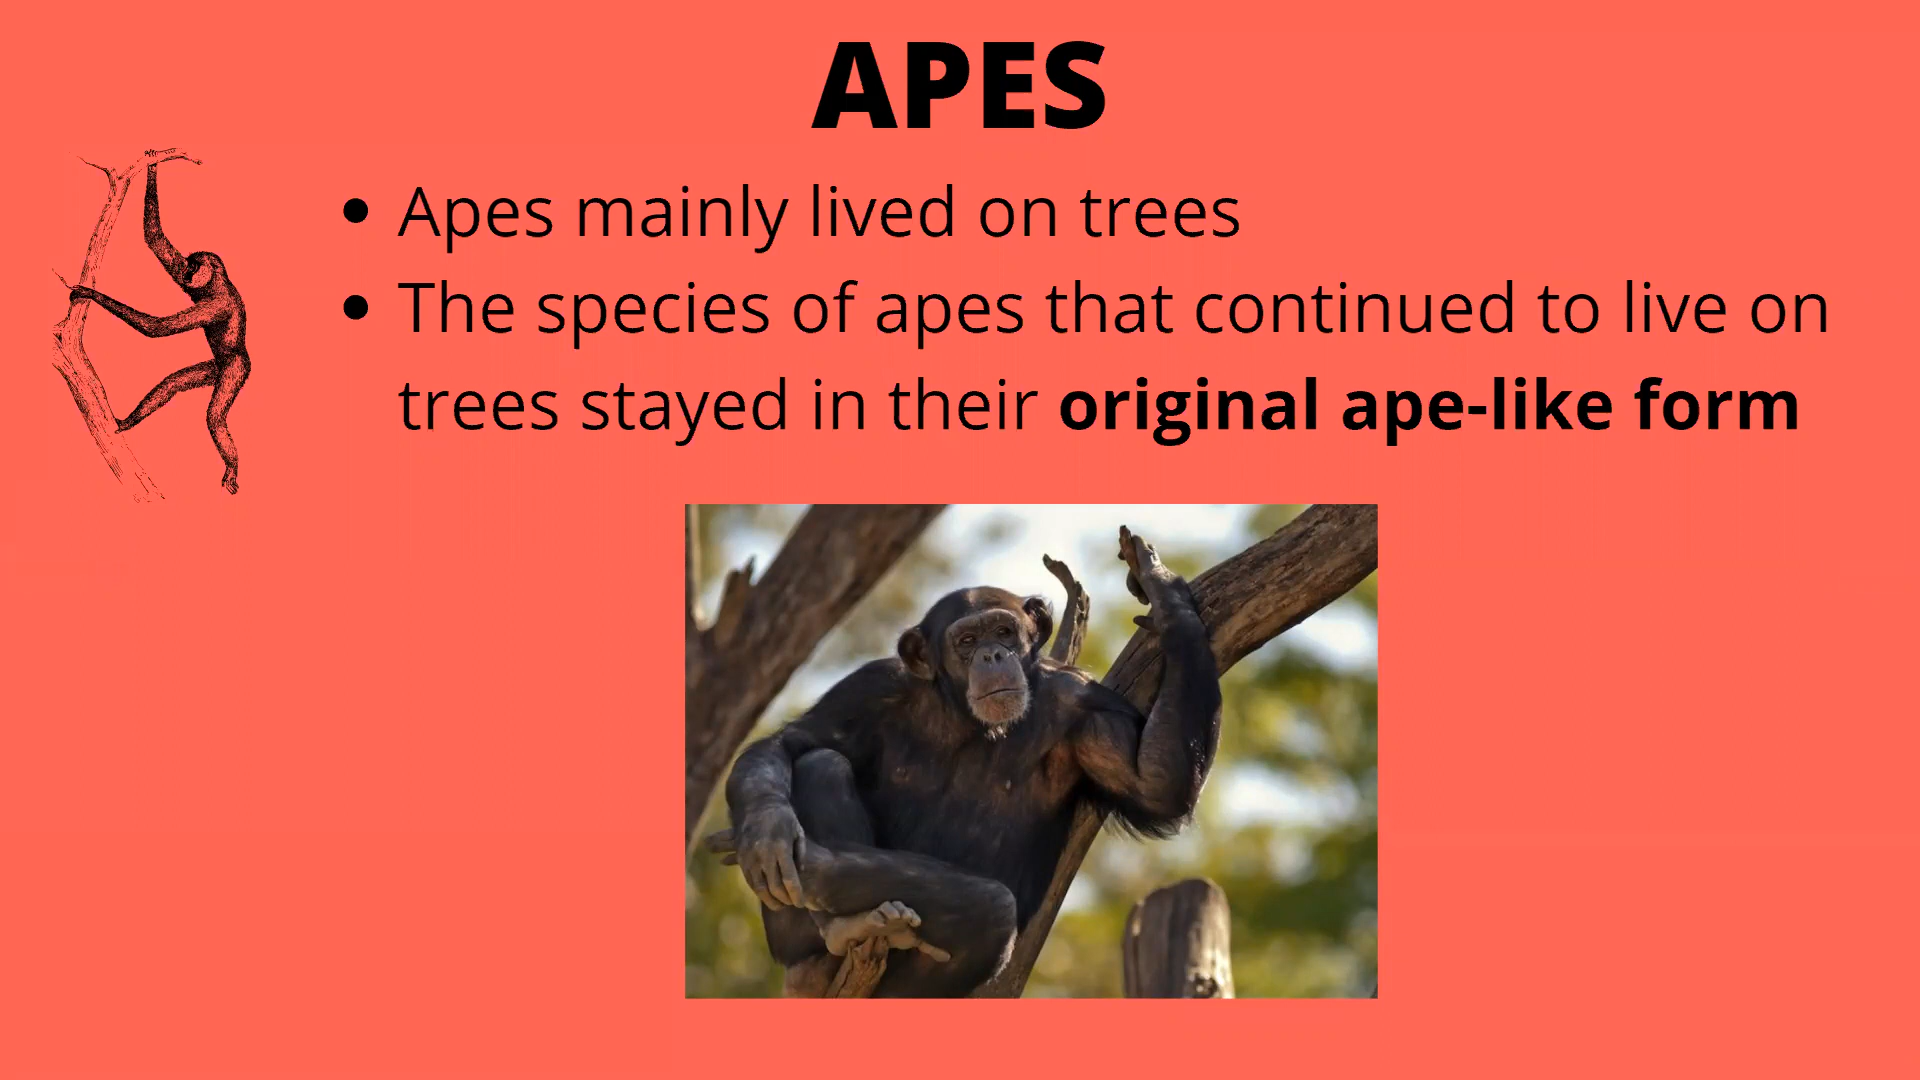 APES
• Apes mainly lived on trees
• The species of apes that continued to live on
trees stayed in their original ape-like form